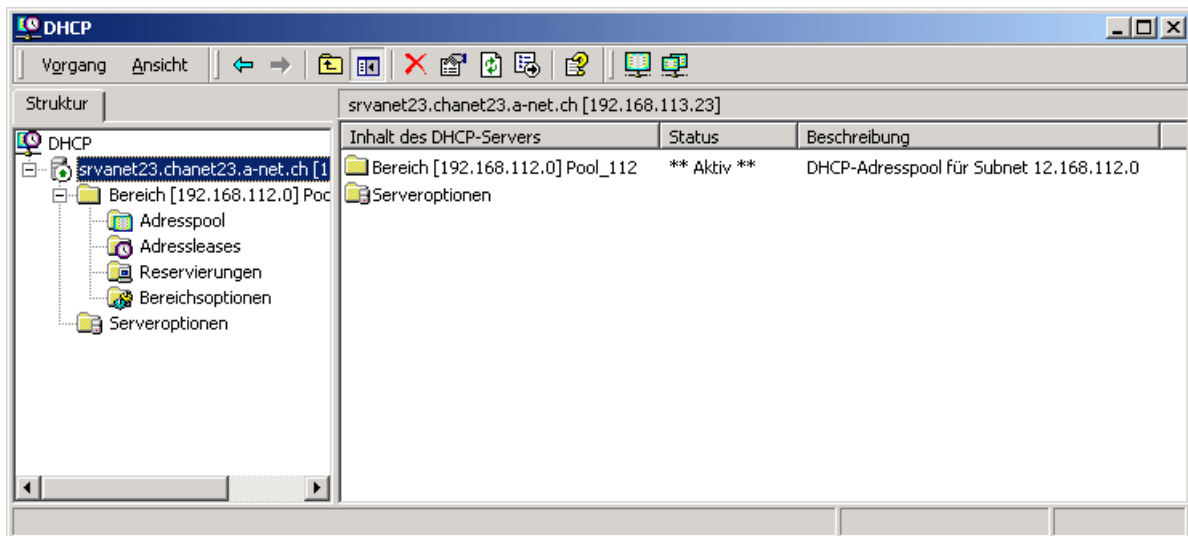 DHCP
Vorgang Ansicht
Struktur
srvanet23.chanet23.a-net.ch [192.168.113.23]
DHCP
srvanet23.chanet23.a-net.ch [1
Bereich [192.168.112.0] Poc
Adresspool
Adressleases
Reservierungen
Bereichsoptionen
Serveroptionen
Inhalt des DHCP-Servers Status Beschreibung
Bereich [192.168.112.0] Pool_112 ** Aktiv ** DHCP-Adresspool für Subnet 12.168.112.0
Serveroptionen